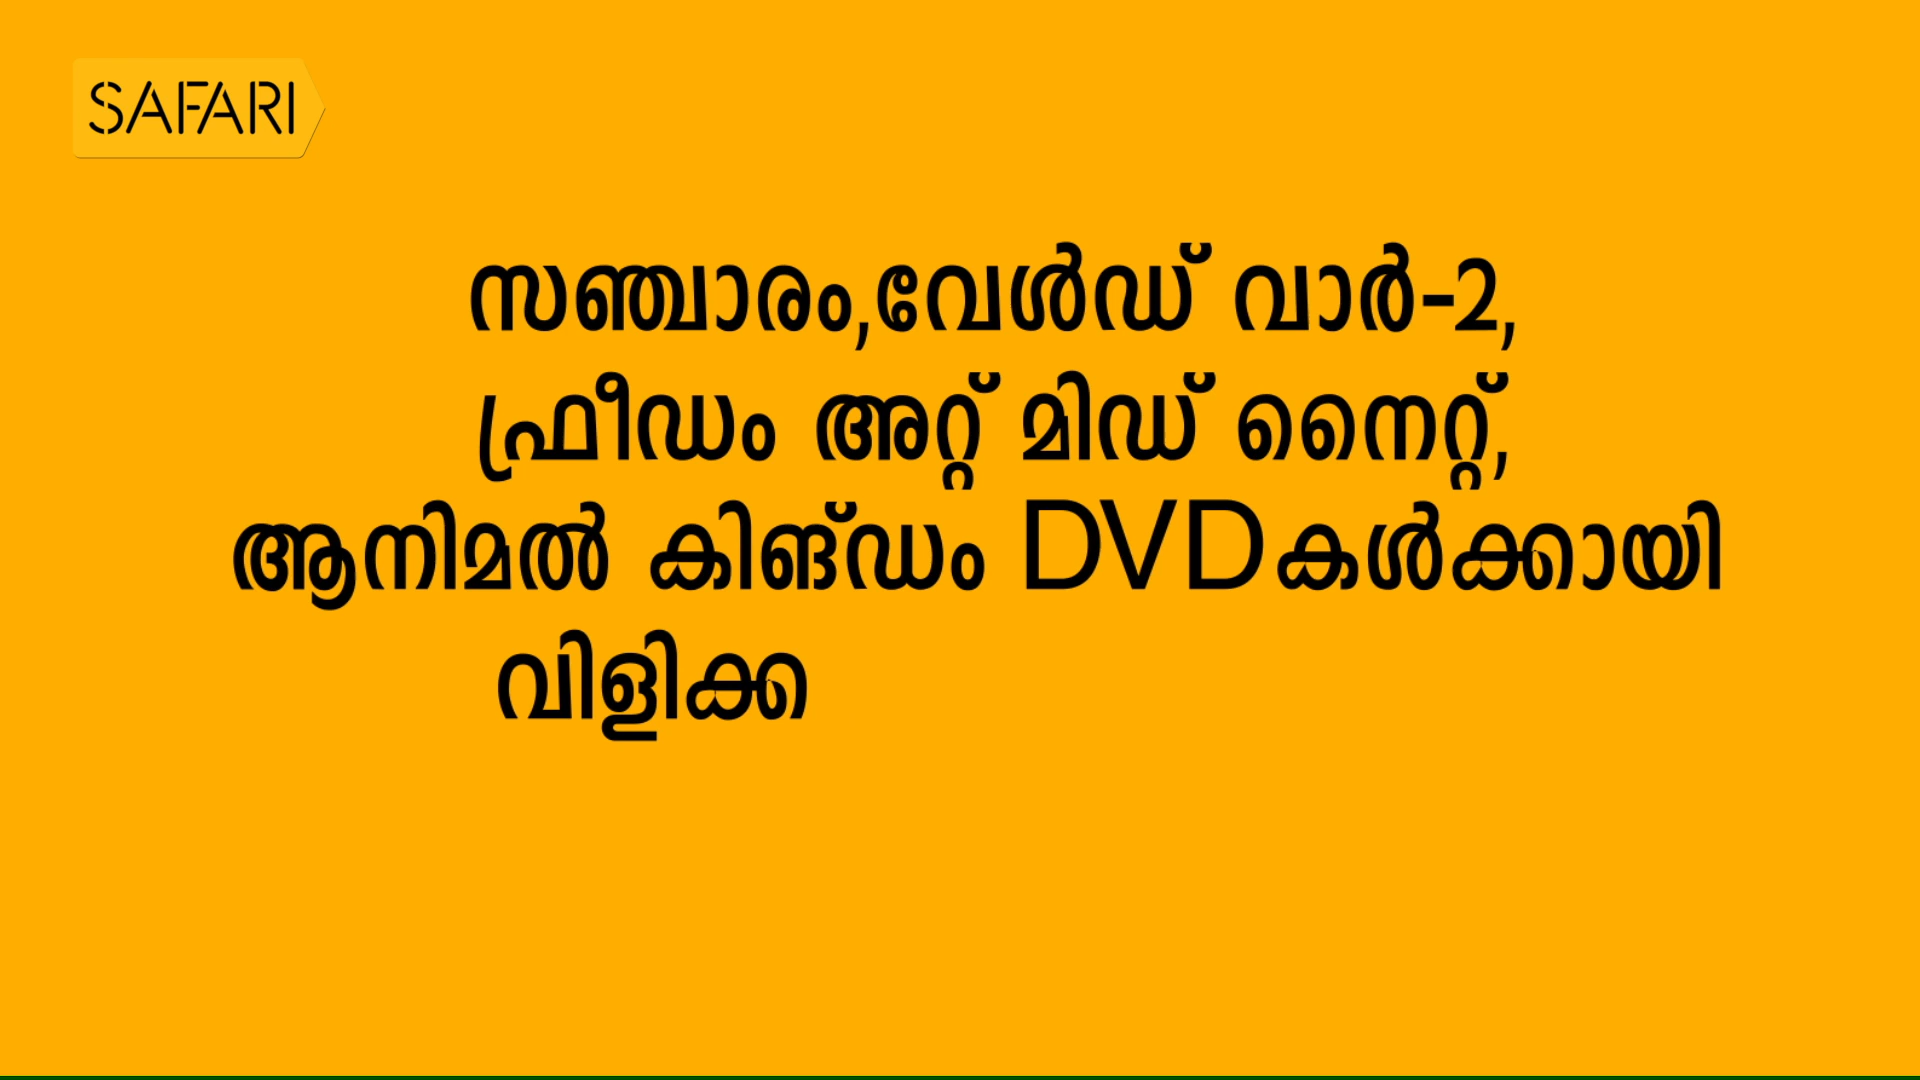 SAFARI
സഞ്ചാരം,വേൾഡ് വാർ-2,
ഫ്രീഡം അറ്റ് മിഡ് നൈറ്റ്,
ആനിമൽ കിങ്ഡം DVDകൾക്കായി
വിളിക്ക